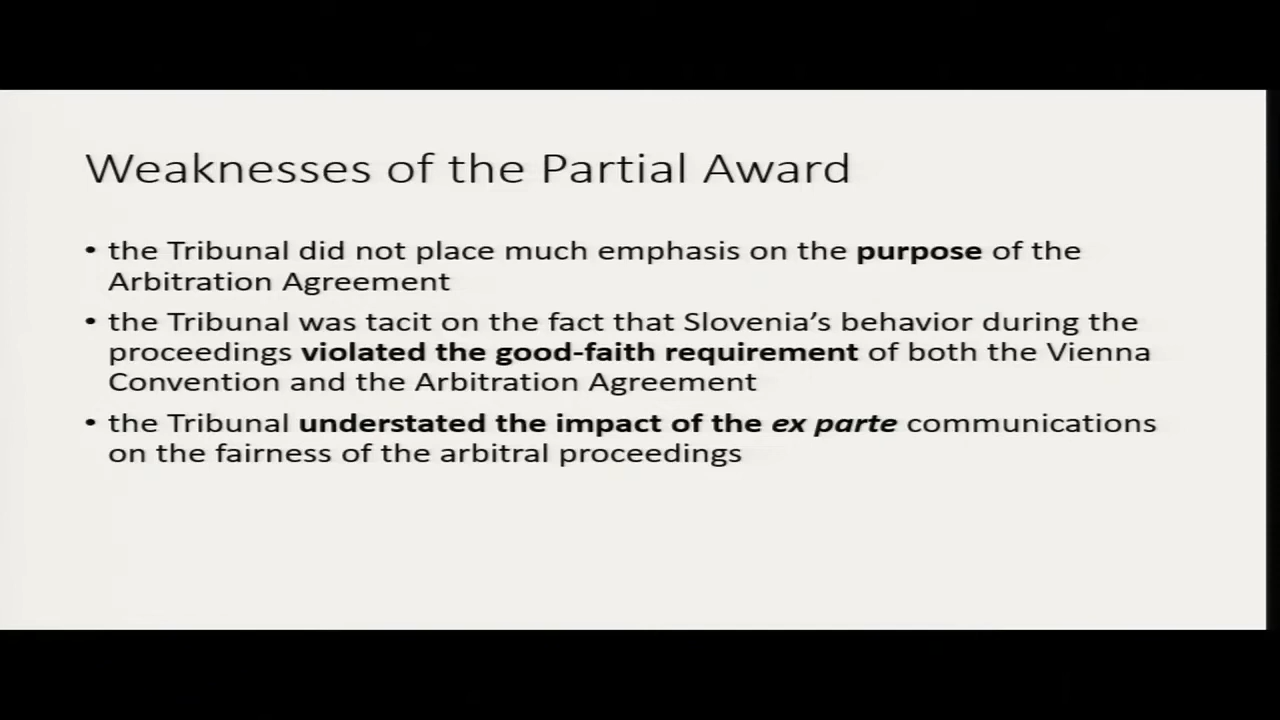 Weaknesses of the Partial Award
• the Tribunal did not place much emphasis on the purpose of the
Arbitration Agreement
• the Tribunal was tacit on the fact that Slovenia’s behavior during the
proceedings violated the good-faith requirement of both the Vienna
Convention and the Arbitration Agreement
• the Tribunal understated the impact of the ex parte communications
on the fairness of the arbitral proceedings